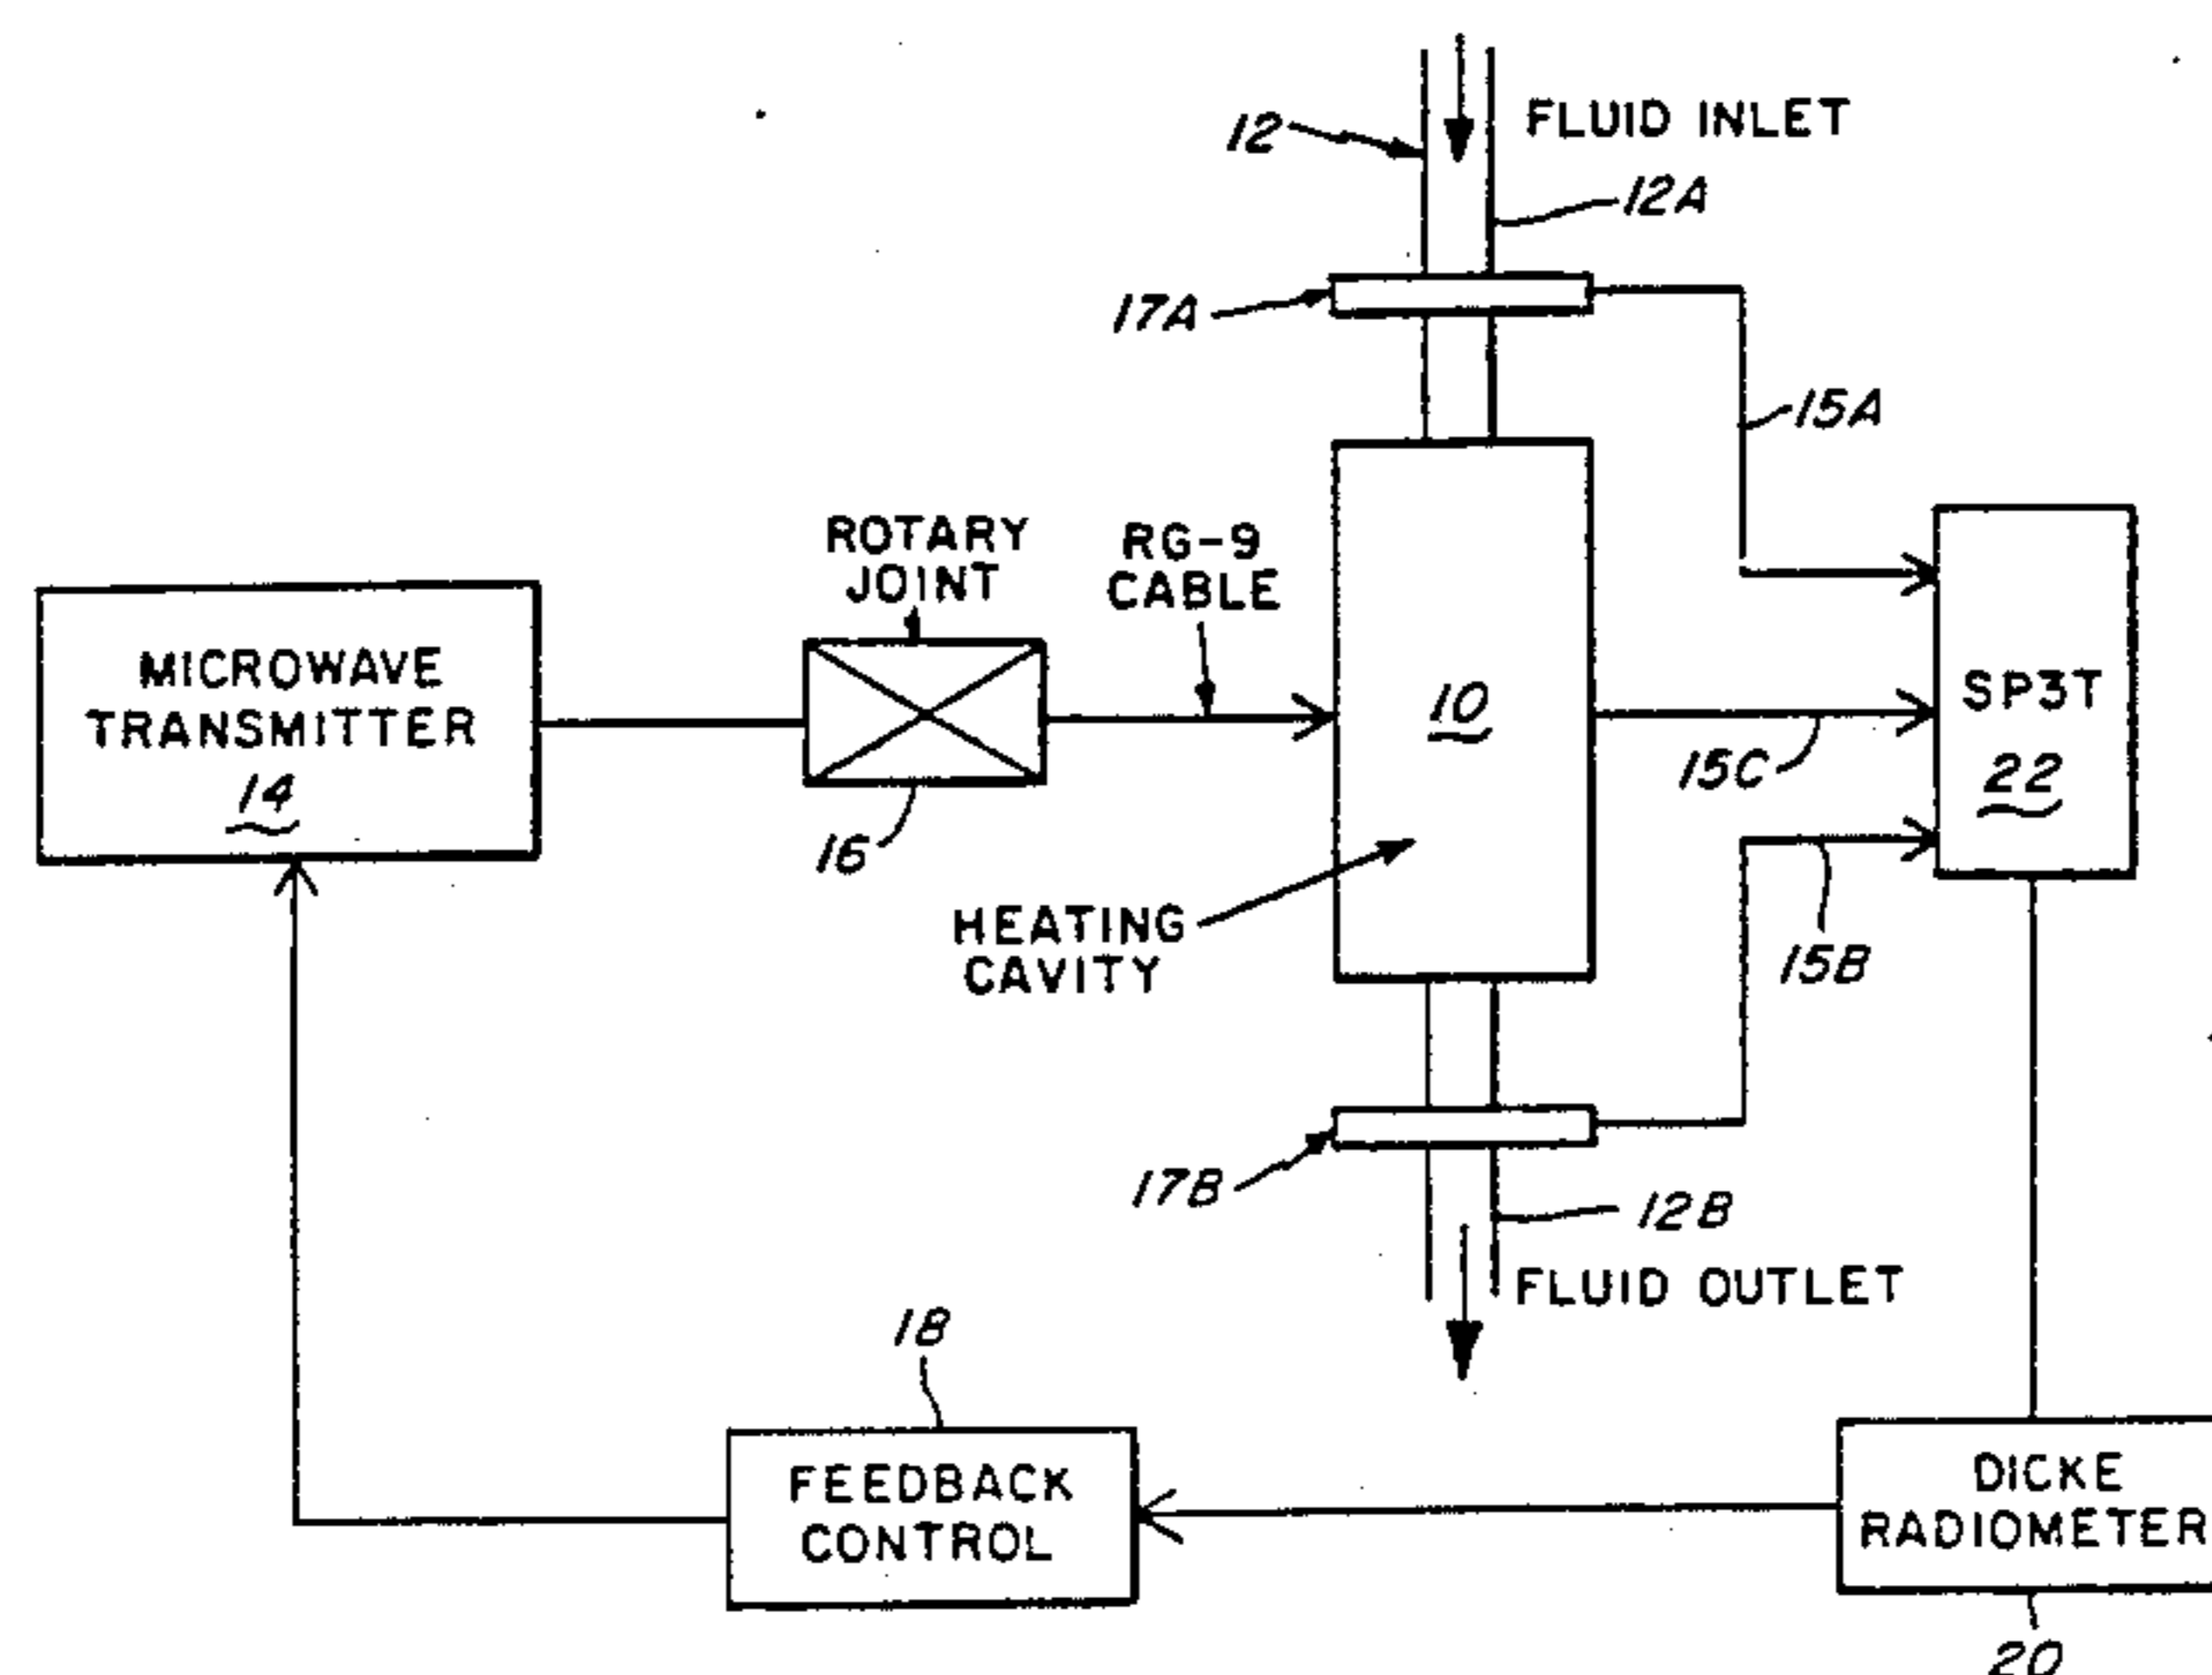 12
FLUID INLET
12A
17A
15A
ROTARY
JOINT
RG-9
CABLE
MICROWAVE
TRANSMITTER
14
16
10
SP3T
22
15C
HEATING
CAVITY
15B
17B
12B
FLUID OUTLET
18
FEEDBACK
CONTROL
DICKE
RADIOMETER
20